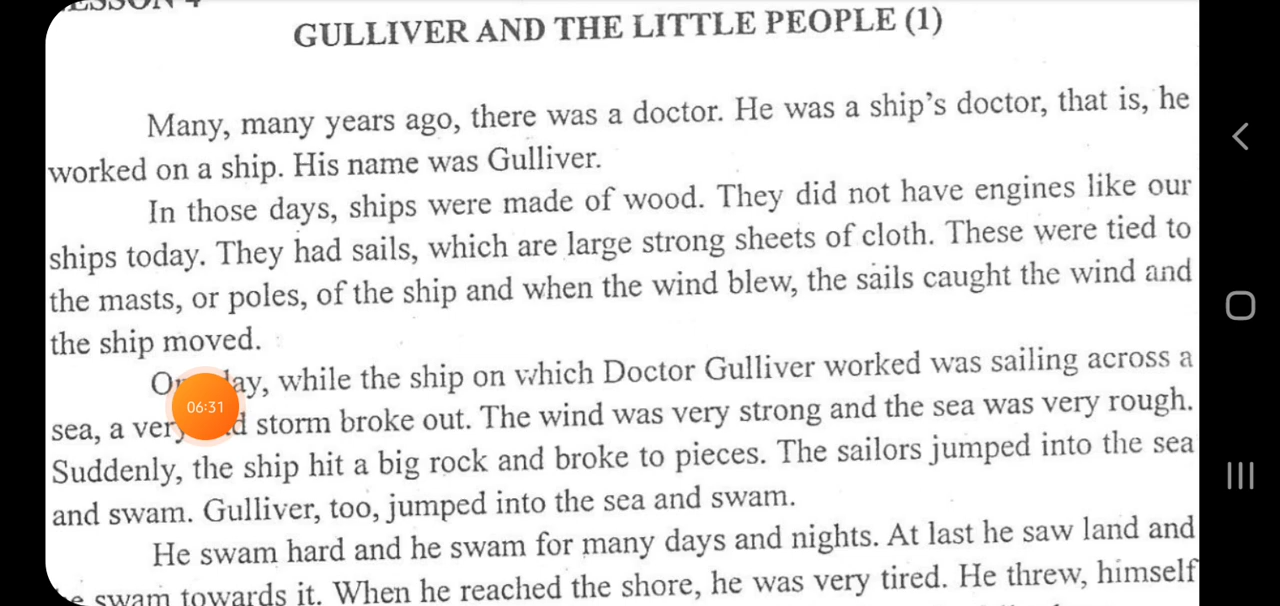 LESSON 4
GULLIVER AND THE LITTLE PEOPLE (1)
Many, many years ago, there was a doctor. He was a ship's doctor, that is, he
worked on a ship. His name was Gulliver.
In those days, ships were made of wood. They did not have engines like our
ships today. They had sails, which are large strong sheets of cloth. These were tied to
the masts, or poles, of the ship and when the wind blew, the sails caught the wind and
the ship moved.
day, while the ship on which Doctor Gulliver worked was sailing across a
sea, a very storm broke out. The wind was very strong and the sea was very rough.
06:31
Suddenly, the ship hit a big rock and broke to pieces. The sailors jumped into the sea
and swam. Gulliver, too, jumped into the sea and swam.
He swam hard and he swam for many days and nights. At last he saw land and
he swam towards it. When he reached the shore, he was very tired. He threw, himself